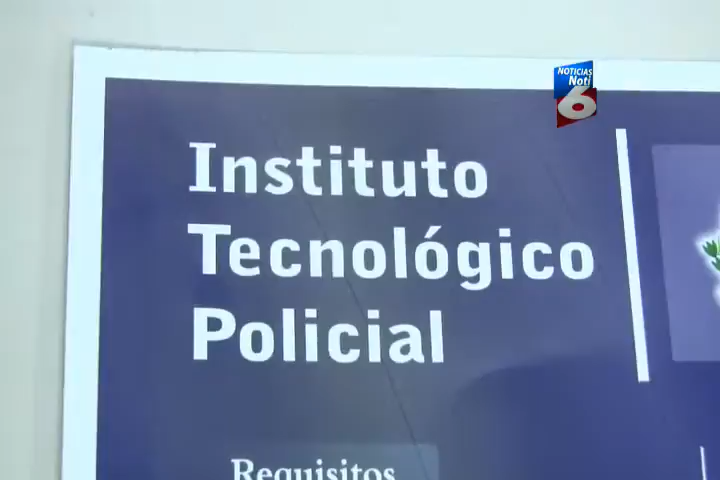 NOTICIAS
Noti
6
Instituto
Tecnológico
Policial
Requisitos